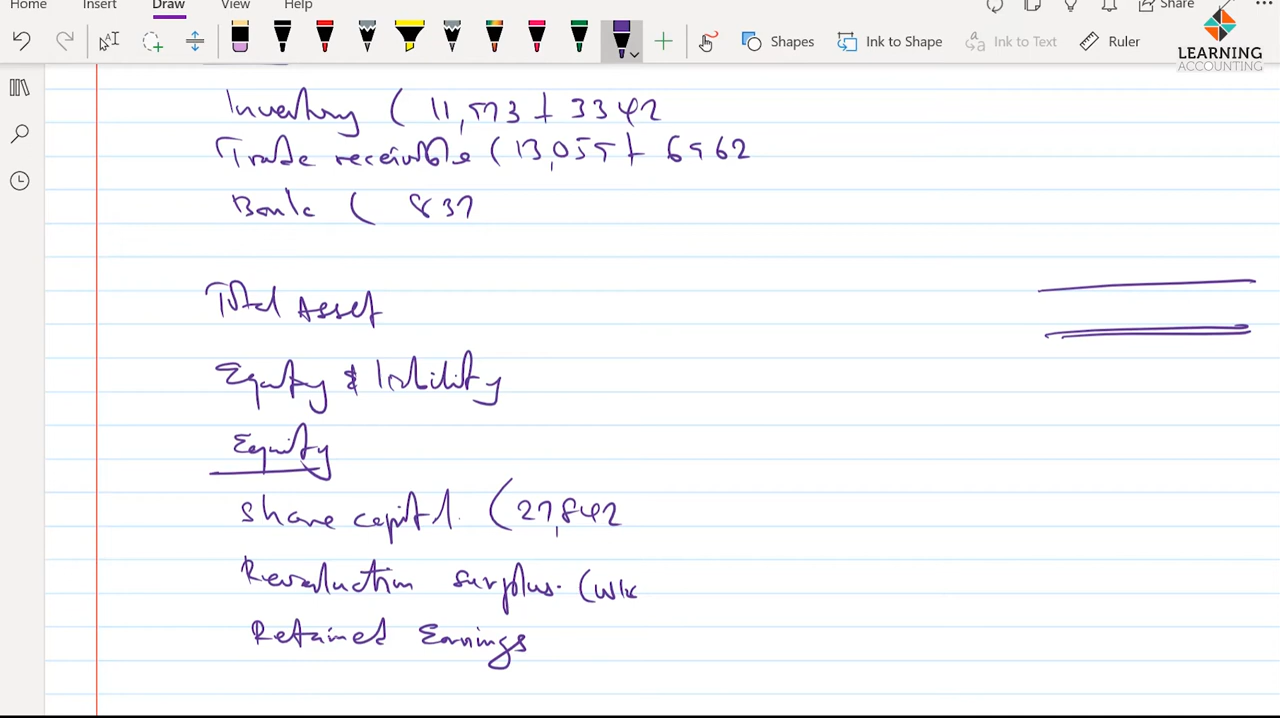 Home Insert Draw View Help Share
Shapes Ink to Shape Ink to Text Ruler
LEARNING
ACCOUNTING
Inventory ( 11,573 + 3342
Trade receivable ( 13,055 + 6962
Bank ( 837
Total Asset
Equity & liability
Equity
Share capital. ( 27,842
Revaluation surplus. (wk
Retained Earnings